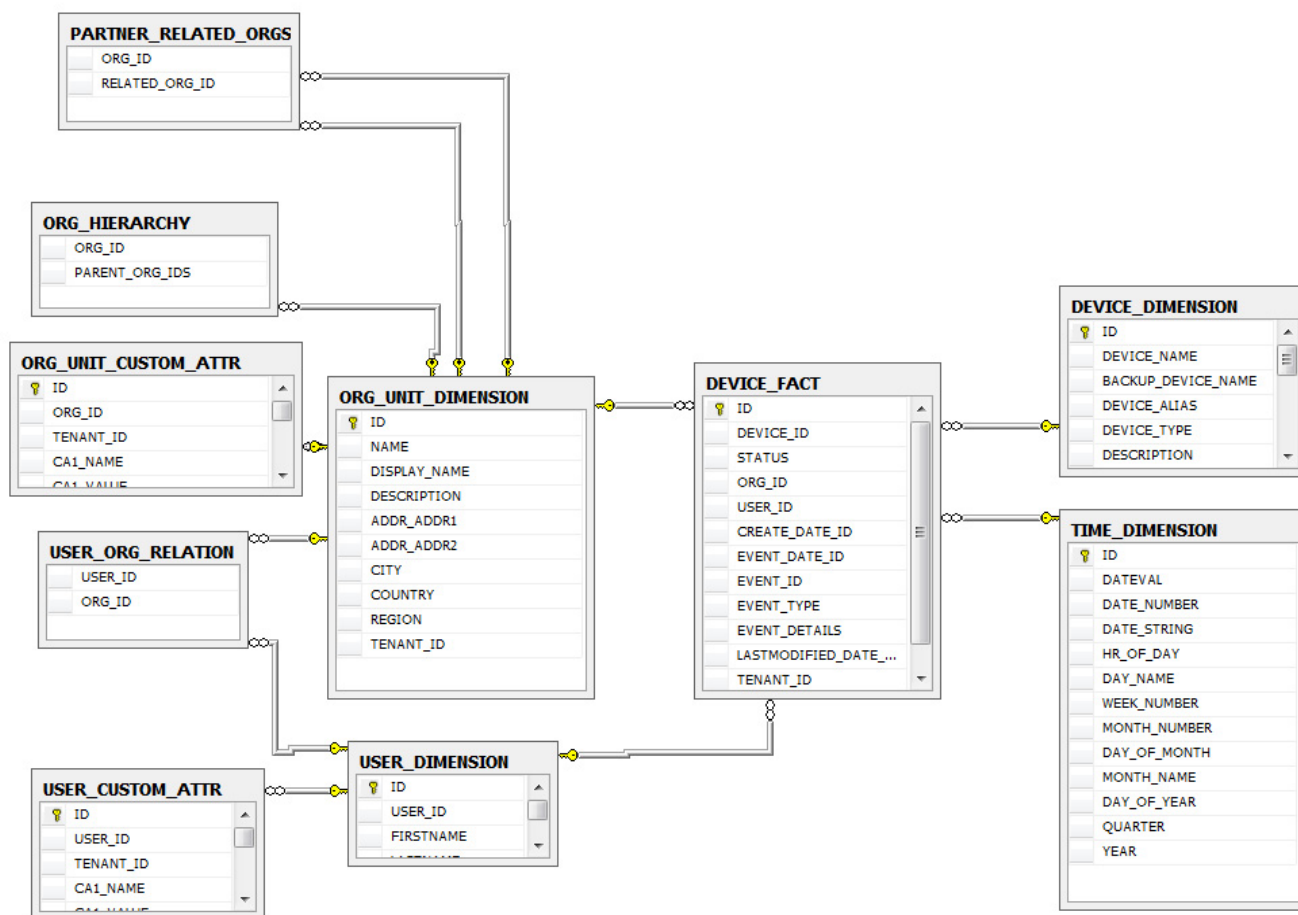 PARTNER_RELATED_ORGS
ORG_ID
RELATED_ORG_ID
ORG_HIERARCHY
ORG_ID
PARENT_ORG_IDS
ORG_UNIT_CUSTOM_ATTR
ID
ORG_ID
TENANT_ID
CA1_NAME
CA1_VALUE
USER_ORG_RELATION
USER_ID
ORG_ID
USER_CUSTOM_ATTR
ID
USER_ID
TENANT_ID
CA1_NAME
CA1_VALUE
ORG_UNIT_DIMENSION
ID
NAME
DISPLAY_NAME
DESCRIPTION
ADDR_ADDR1
ADDR_ADDR2
CITY
COUNTRY
REGION
TENANT_ID
USER_DIMENSION
ID
USER_ID
FIRSTNAME
DEVICE_FACT
ID
DEVICE_ID
STATUS
ORG_ID
USER_ID
CREATE_DATE_ID
EVENT_DATE_ID
EVENT_ID
EVENT_TYPE
EVENT_DETAILS
LASTMODIFIED_DATE_...
TENANT_ID
DEVICE_DIMENSION
ID
DEVICE_NAME
BACKUP_DEVICE_NAME
DEVICE_ALIAS
DEVICE_TYPE
DESCRIPTION
TIME_DIMENSION
ID
DATEVAL
DATE_NUMBER
DATE_STRING
HR_OF_DAY
DAY_NAME
WEEK_NUMBER
MONTH_NUMBER
DAY_OF_MONTH
MONTH_NAME
DAY_OF_YEAR
QUARTER
YEAR